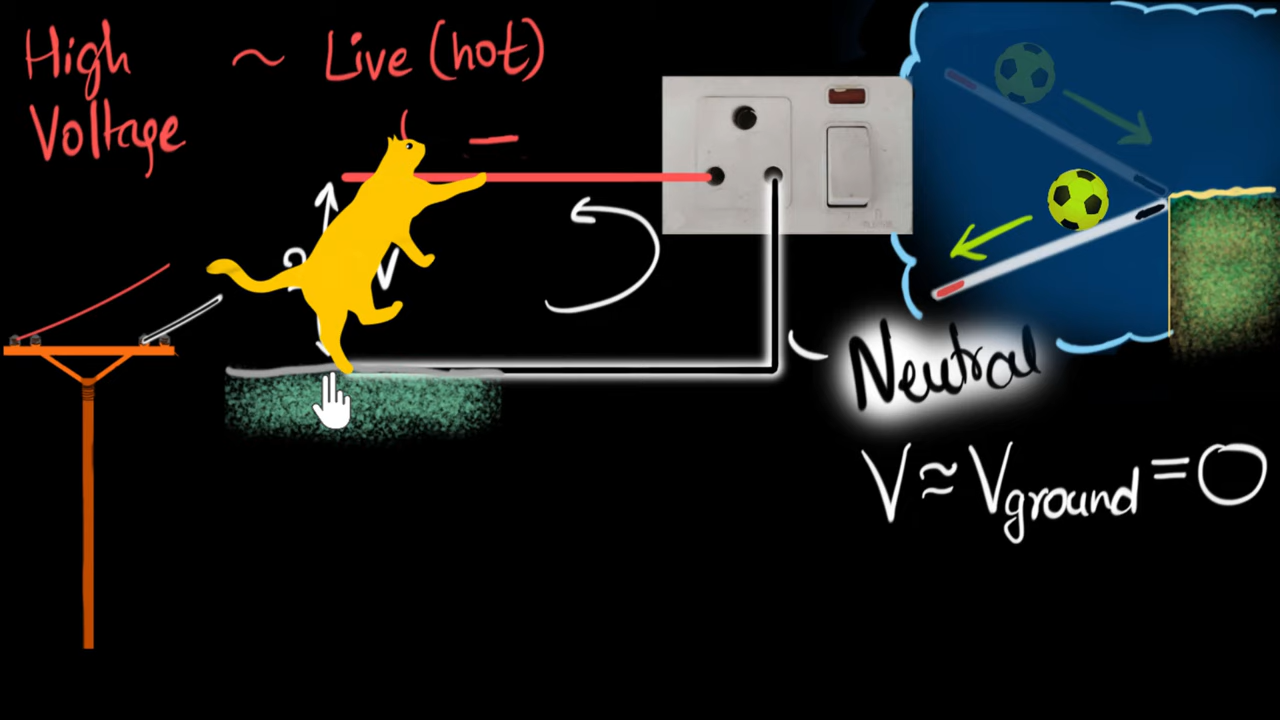 High ~ Live (hot)
Voltage
−
V
Neutral
V ≈ Vground = 0